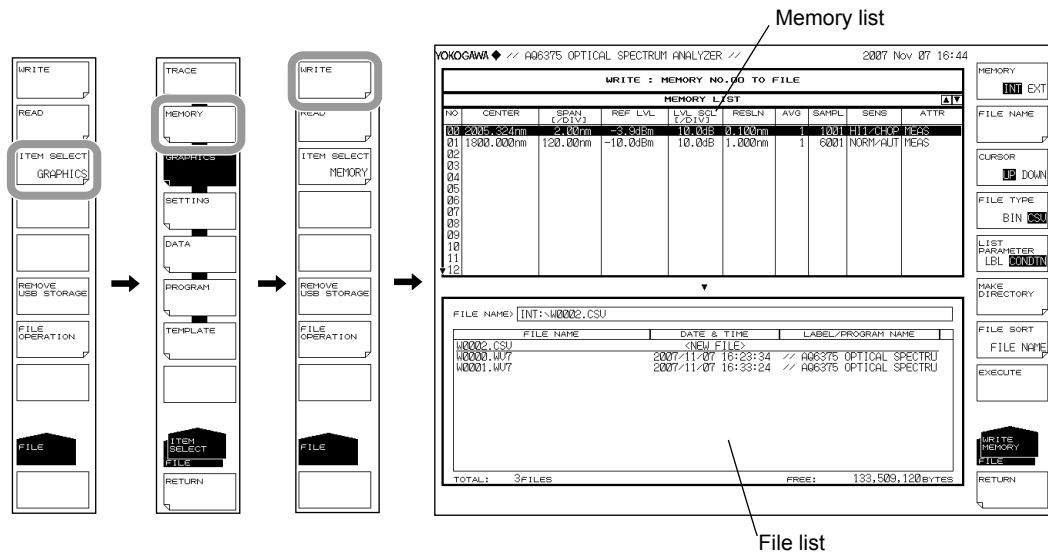 Memory list
WRITE
READ
ITEM SELECT
GRAPHICS
REMOVE
USB STORAGE
FILE
OPERATION
FILE
TRACE
MEMORY
GRAPHICS
SETTING
DATA
PROGRAM
TEMPLATE
ITEM
SELECT
FILE
RETURN
WRITE
READ
ITEM SELECT
MEMORY
REMOVE
USB STORAGE
FILE
OPERATION
FILE
YOKOGAWA ◆ // AQ6375 OPTICAL SPECTRUM ANALYZER // 2007 Nov 07 16:44
WRITE : MEMORY NO.00 TO FILE
MEMORY LIST ▲▼
NO CENTER SPAN [/DIV] REF LVL LVL SCL [/DIV] RESLN AVG SAMPL SENS ATTR
00 2005.324nm 2.00nm -3.9dBm 10.0dB 0.100nm 1 1001 HI1/CHOP MEAS
01 1800.000nm 120.00nm -10.0dBm 10.0dB 1.000nm 1 6001 NORM/AUT MEAS
02
03
04
05
06
07
08
09
10
11
▼12
▼
FILE NAME> INT:\W0002.CSV
FILE NAME DATE & TIME LABEL/PROGRAM NAME
W0002.CSV <NEW FILE>
W0000.WV7 2007/11/07 16:23:34 // AQ6375 OPTICAL SPECTRU
W0001.WV7 2007/11/07 16:33:24 // AQ6375 OPTICAL SPECTRU
TOTAL: 3FILES FREE: 133,509,120BYTES
MEMORY
INT EXT
FILE NAME
CURSOR
UP DOWN
FILE TYPE
BIN CSV
LIST
PARAMETER
LBL CONDTN
MAKE
DIRECTORY
FILE SORT
FILE NAME
EXECUTE
WRITE
MEMORY
FILE
RETURN
File list